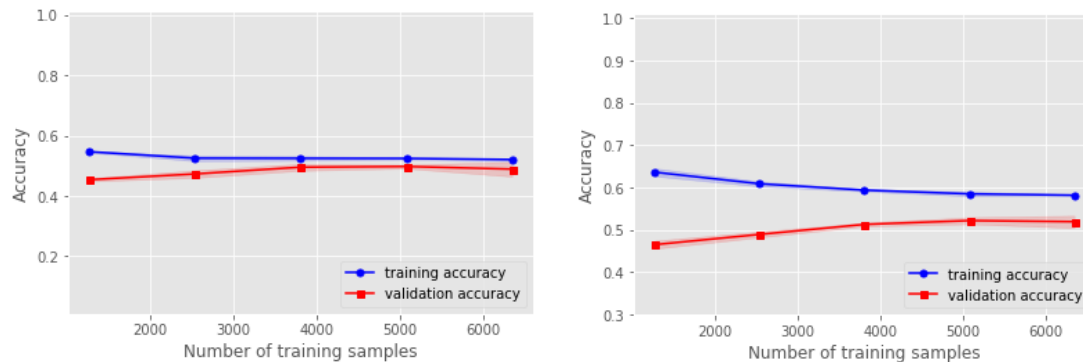 1.0
0.8
0.6
0.4
0.2
Accuracy
training accuracy
validation accuracy
2000 3000 4000 5000 6000
Number of training samples
1.0
0.9
0.8
0.7
0.6
0.5
0.4
0.3
Accuracy
training accuracy
validation accuracy
2000 3000 4000 5000 6000
Number of training samples